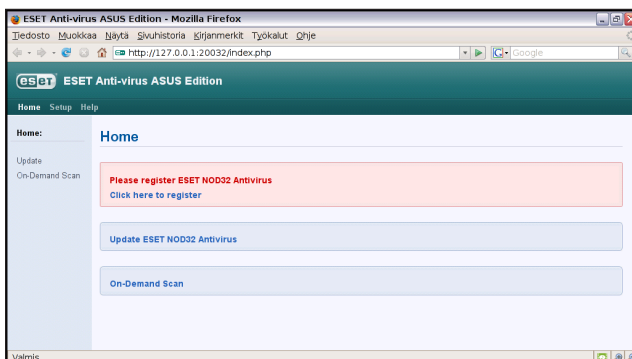 ESET Anti-virus ASUS Edition - Mozilla Firefox
Tiedosto Muokkaa Näytä Sivuhistoria Kirjanmerkit Työkalut Ohje
http://127.0.0.1:20032/index.php
Google
eseT ESET Anti-virus ASUS Edition
Home Setup Help
Home:
Update
On-Demand Scan
Home
Please register ESET NOD32 Antivirus
Click here to register
Update ESET NOD32 Antivirus
On-Demand Scan
Valmis